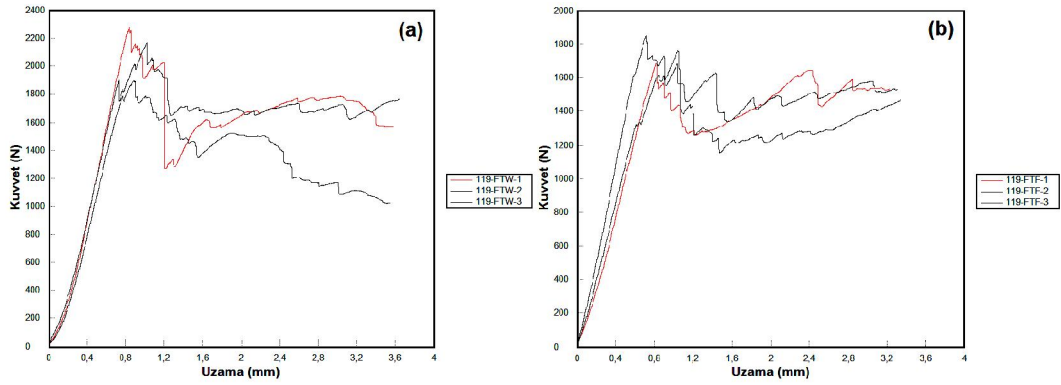 (a)
Kuvvet (N)
2400
2200
2000
1800
1600
1400
1200
1000
800
600
400
200
0
0 0,4 0,8 1,2 1,6 2 2,4 2,8 3,2 3,6 4
Uzama (mm)
119-FTW-1
119-FTW-2
119-FTW-3
(b)
Kuvvet (N)
2000
1800
1600
1400
1200
1000
800
600
400
200
0
0 0,4 0,6 1,2 1,6 2 2,4 2,8 3,2 3,6 4
Uzama (mm)
119-FTF-1
119-FTF-2
119-FTF-3